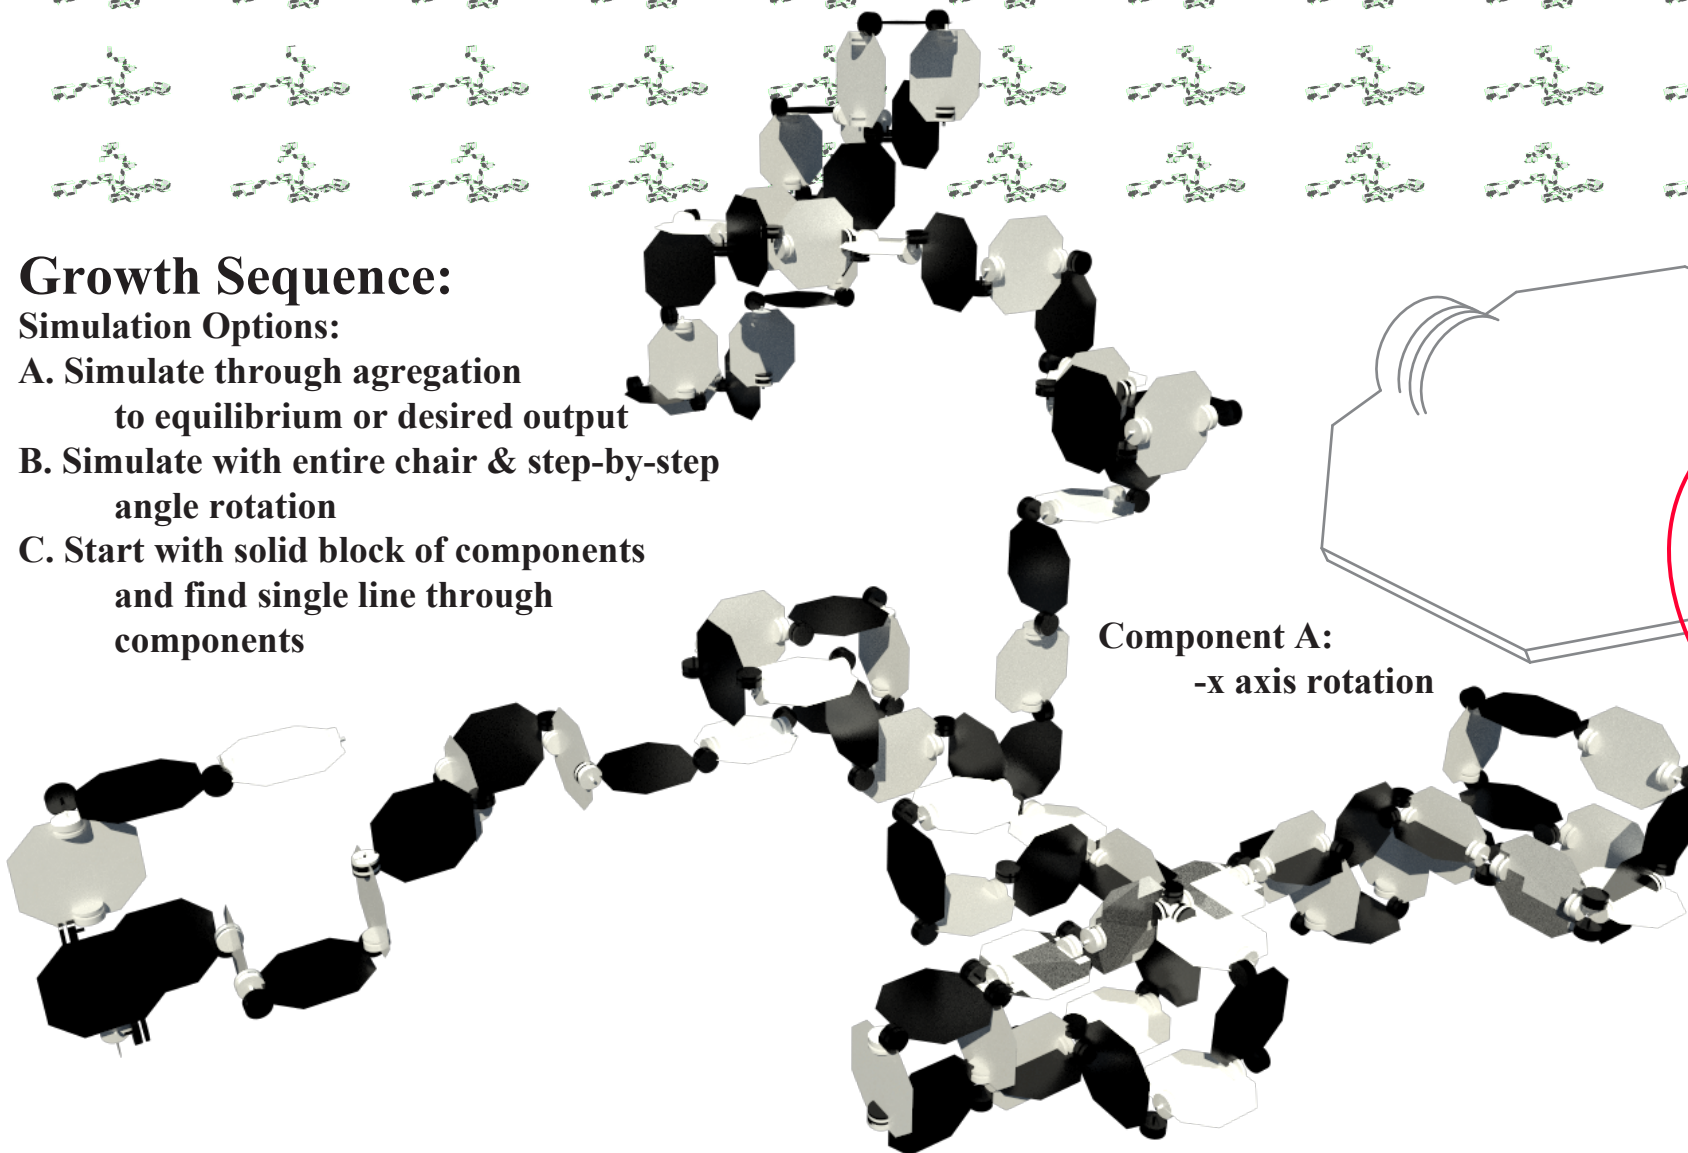 Growth Sequence:
Simulation Options:
A. Simulate through agregation
to equilibrium or desired output
B. Simulate with entire chair & step-by-step
angle rotation
C. Start with solid block of components
and find single line through
components
Component A:
-x axis rotation